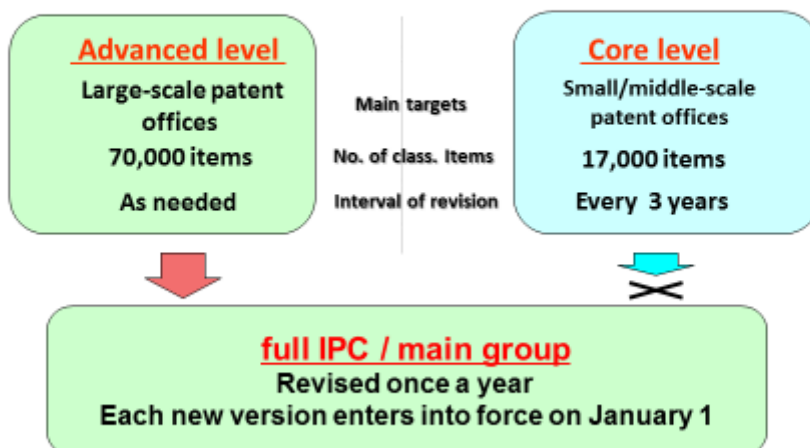 Advanced level
Large-scale patent
offices
70,000 items
As needed
Main targets
No. of class. Items
Interval of revision
Core level
Small/middle-scale
patent offices
17,000 items
Every 3 years
full IPC / main group
Revised once a year
Each new version enters into force on January 1